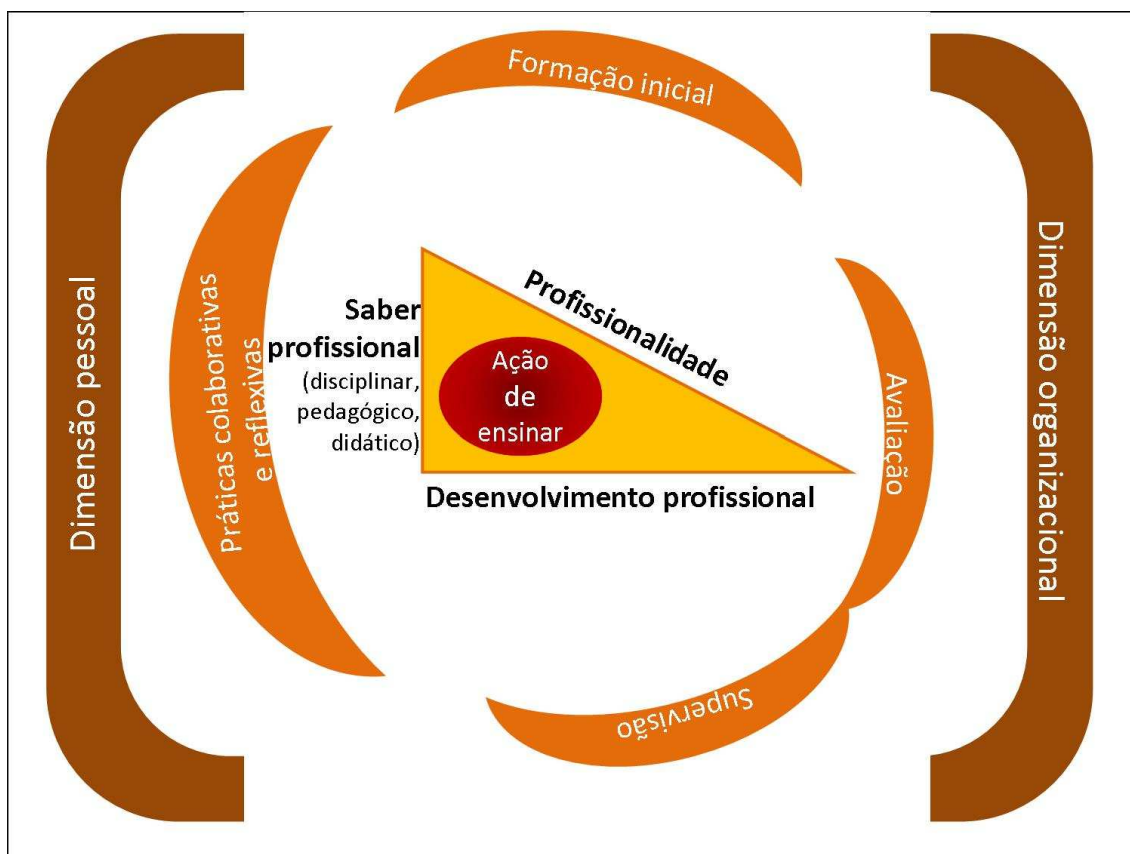 Formação inicial
Dimensão pessoal
Práticas colaborativas
e reflexivas
Saber
profissional
(disciplinar,
pedagógico,
didático)
Profissionalidade
Ação
de
ensinar
Desenvolvimento profissional
Avaliação
Dimensão organizacional
Supervisão